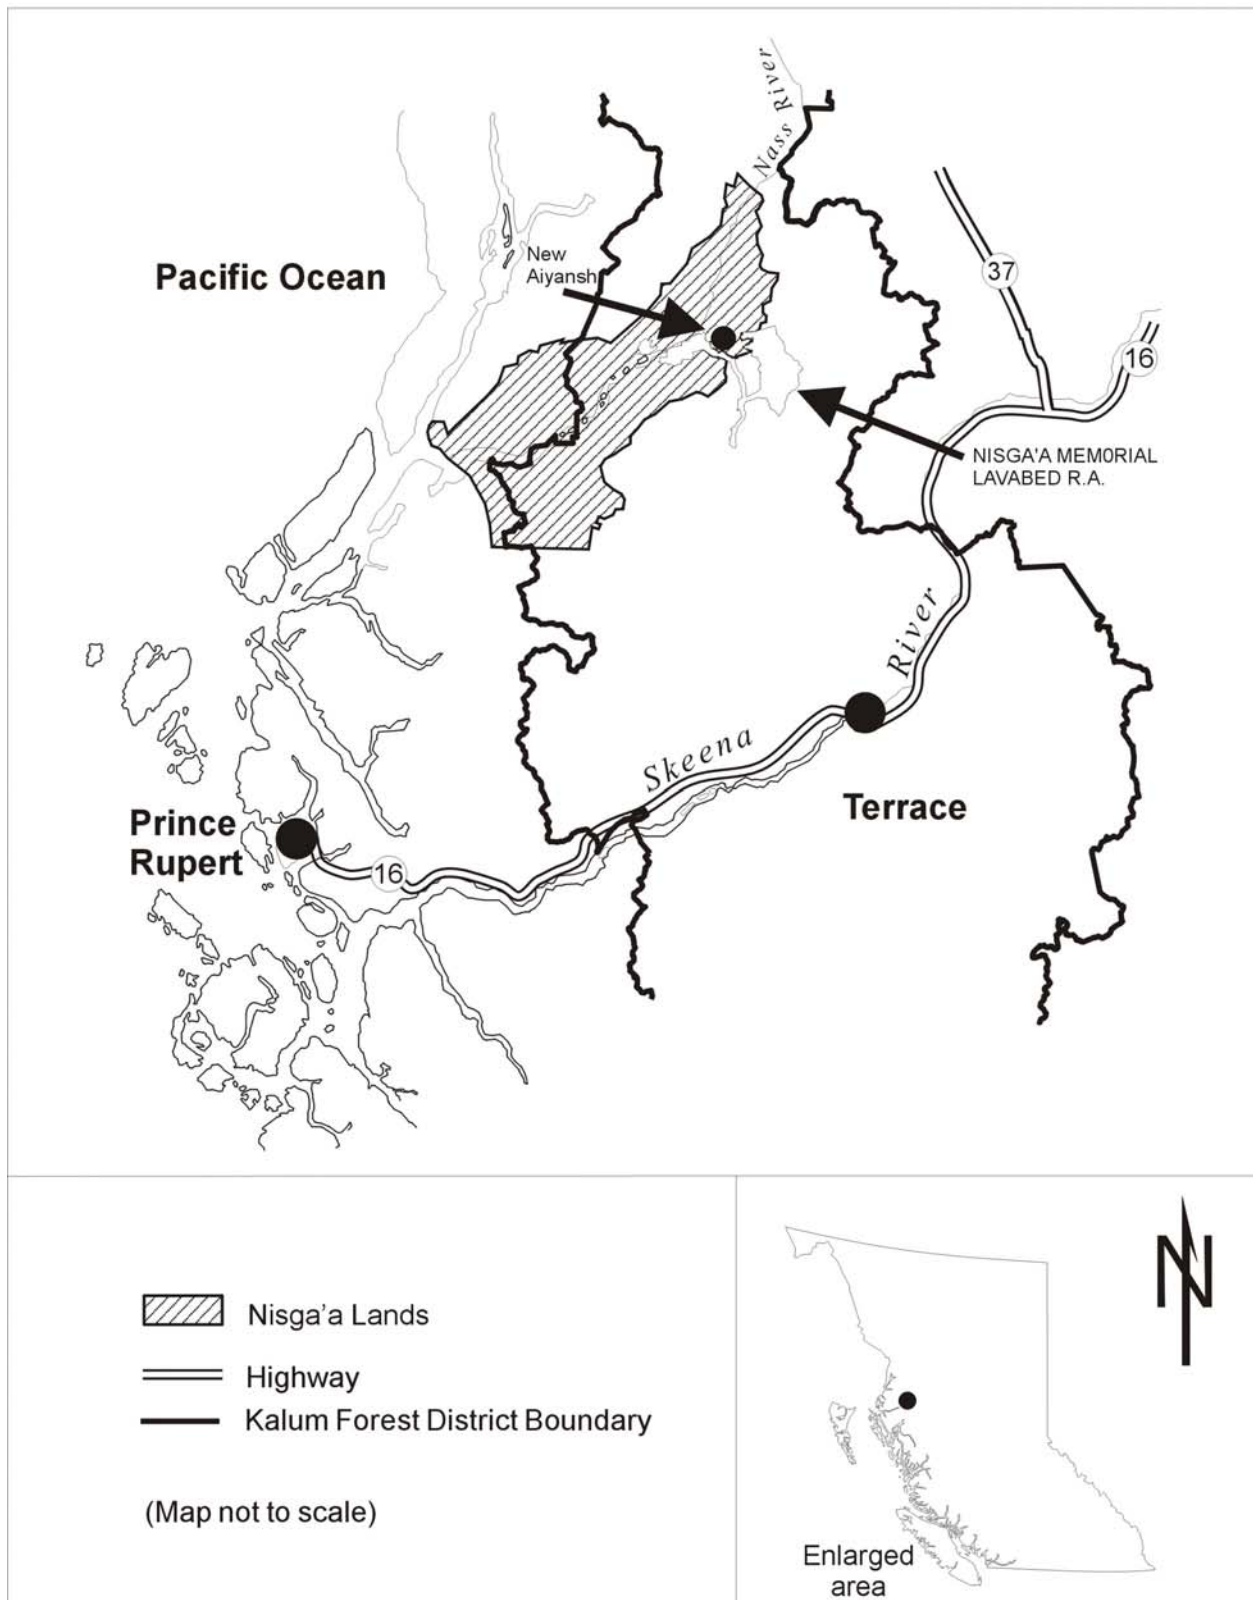 Nass River
Pacific Ocean
New
Aiyansh
37
16
NISGA'A MEMORIAL
LAVABED R.A.
Skeena River
Terrace
Prince
Rupert
16
Nisga'a Lands
Highway
Kalum Forest District Boundary
(Map not to scale)
N
Enlarged
area